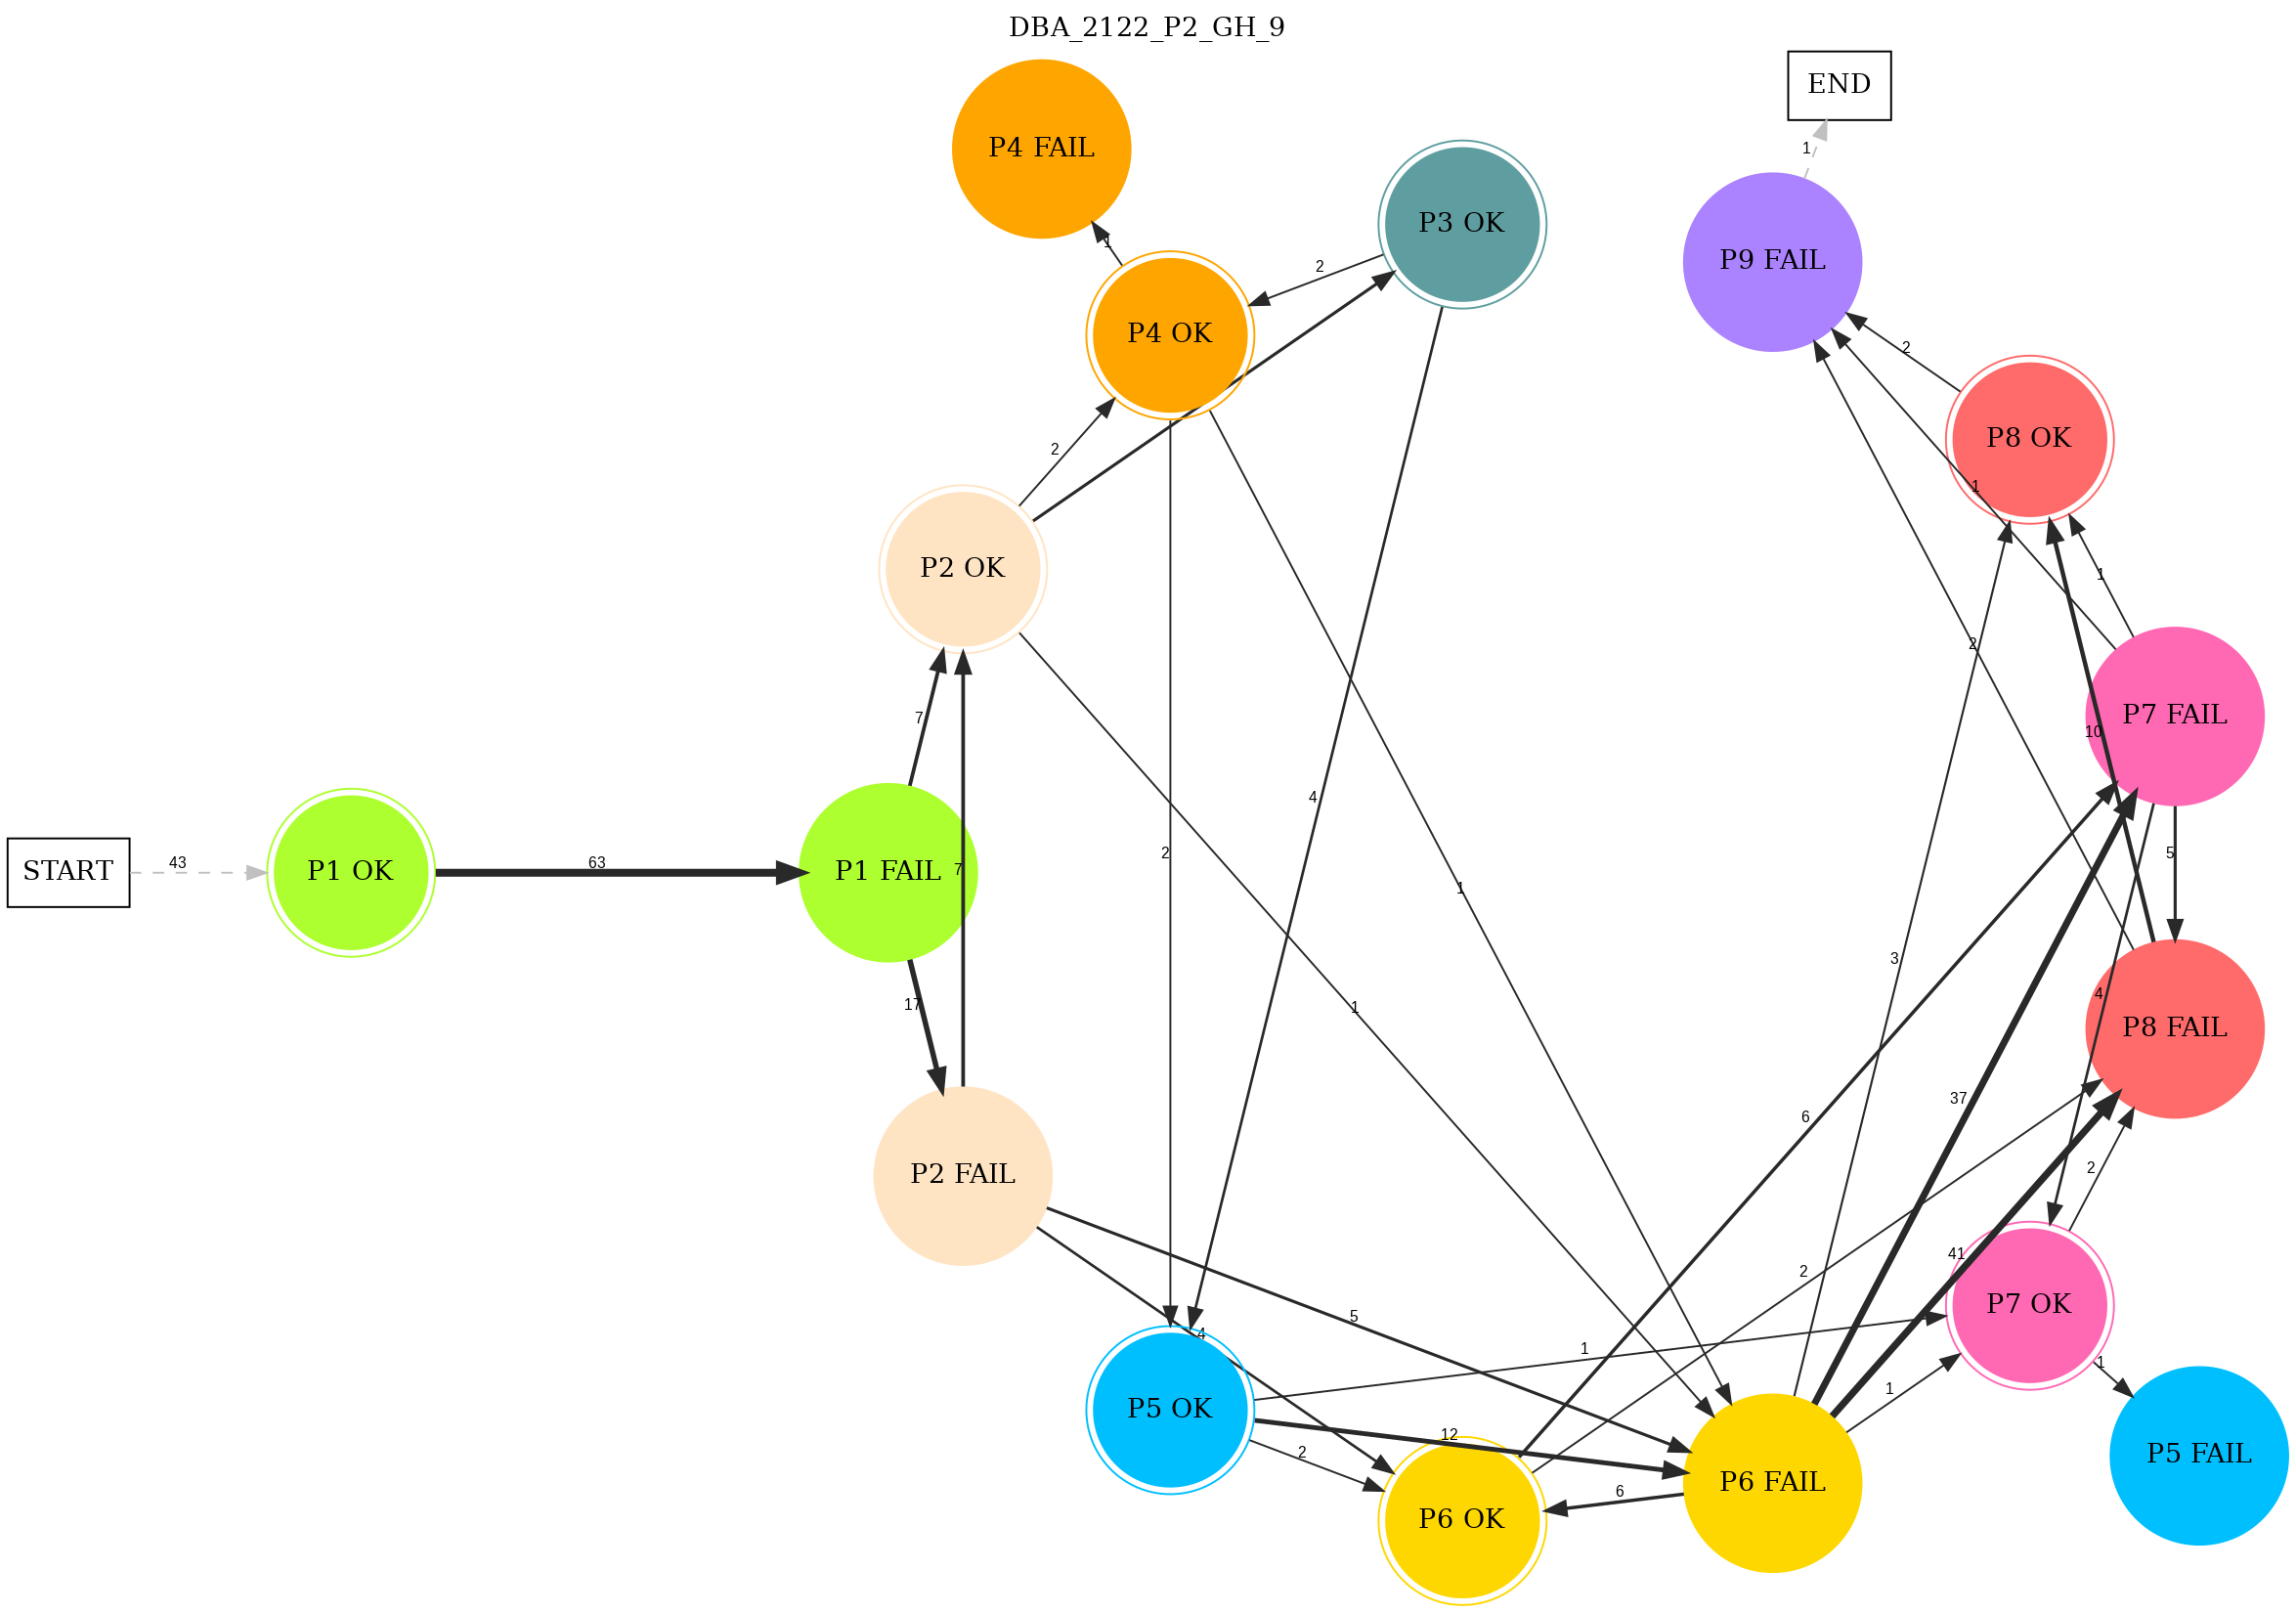 DBA_2122_P2_GH_9
END
P4 FAIL
1
P3 OK
1
P9 FAIL
2
P4 OK
2
P8 OK
2
1
P2 OK
1
2
P7 FAIL
7
10
4
2
5
START
43
P1 OK
63
P1 FAIL
7
1
3
4
17
1
P8 FAIL
37
6
2
P2 FAIL
41
2
P7 OK
5
4
1
1
1
P5 OK
12
2
P5 FAIL
P6 FAIL
6
P6 OK